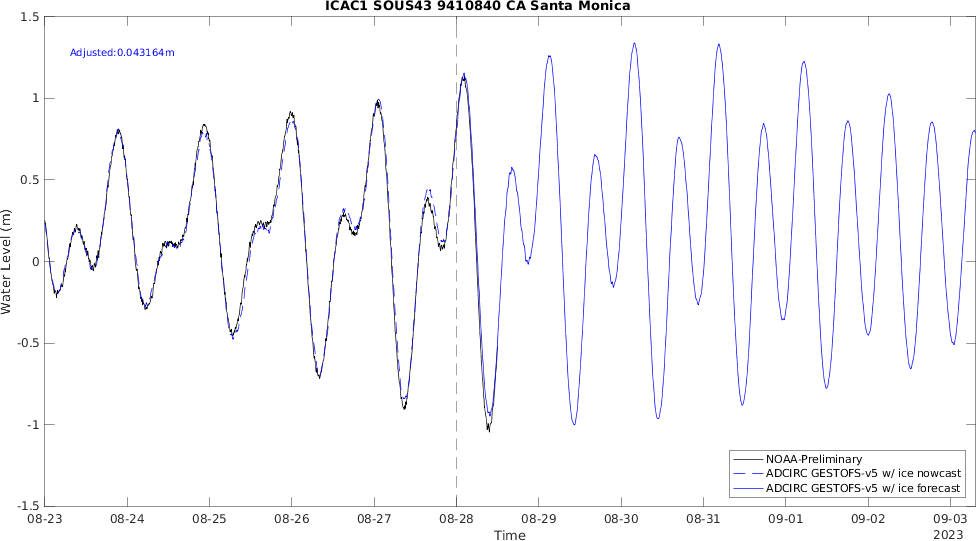 ICAC1 SOUS43 9410840 CA Santa Monica
Adjusted:0.043164m
1.5
1
0.5
0
-0.5
-1
-1.5
Water Level (m)
NOAA-Preliminary
ADCIRC GESTOFS-v5 w/ ice nowcast
ADCIRC GESTOFS-v5 w/ ice forecast
08-23 08-24 08-25 08-26 08-27 08-28 08-29 08-30 08-31 09-01 09-02 09-03
Time
2023